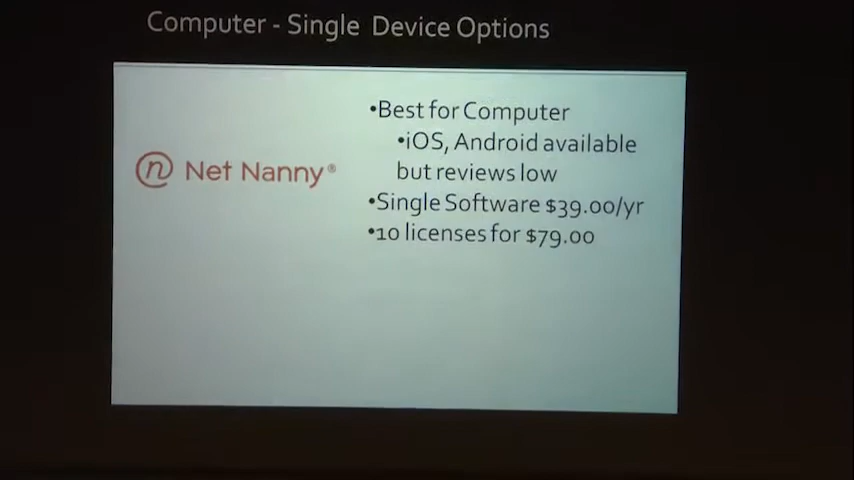 Computer - Single Device Options
n Net Nanny®
•Best for Computer
•iOS, Android available
but reviews low
•Single Software $39.00/yr
•10 licenses for $79.00